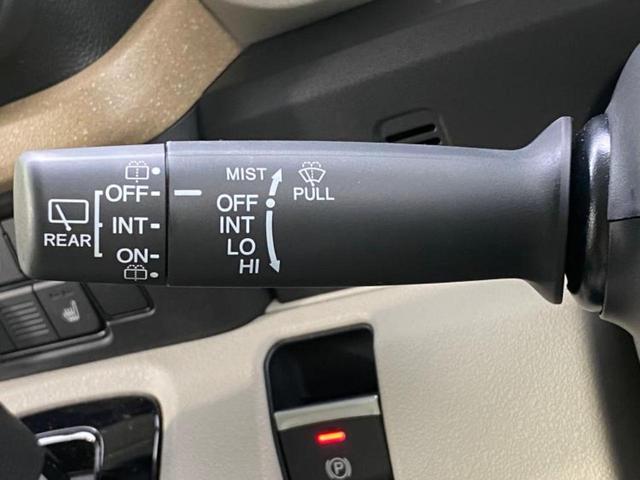 MIST
OFF
INT
LO
HI
PULL
OFF
INT
ON
REAR
P